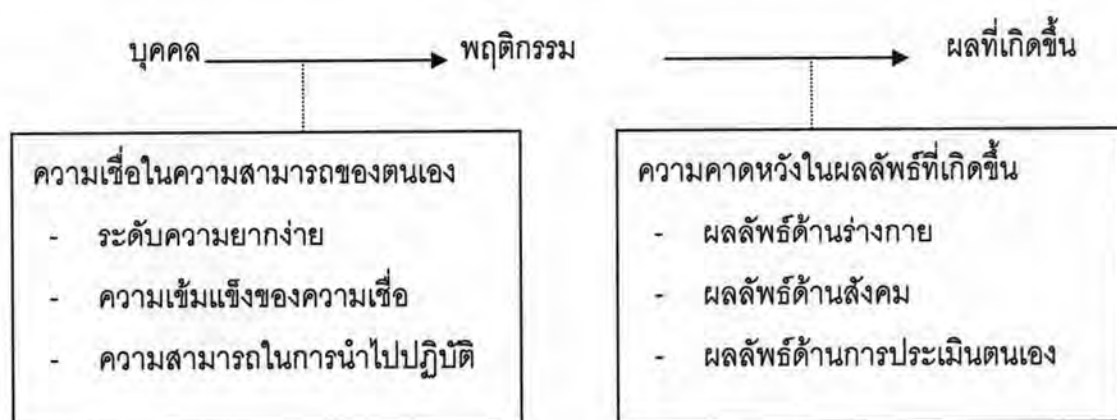 บุคคล พฤติกรรม ผลที่เกิดขึ้น
ความเชื่อในความสามารถของตนเอง
- ระดับความยากง่าย
- ความเข้มแข็งของความเชื่อ
- ความสามารถในการนำไปปฏิบัติ
ความคาดหวังในผลลัพธ์ที่เกิดขึ้น
- ผลลัพธ์ด้านร่างกาย
- ผลลัพธ์ด้านสังคม
- ผลลัพธ์ด้านการประเมินตนเอง